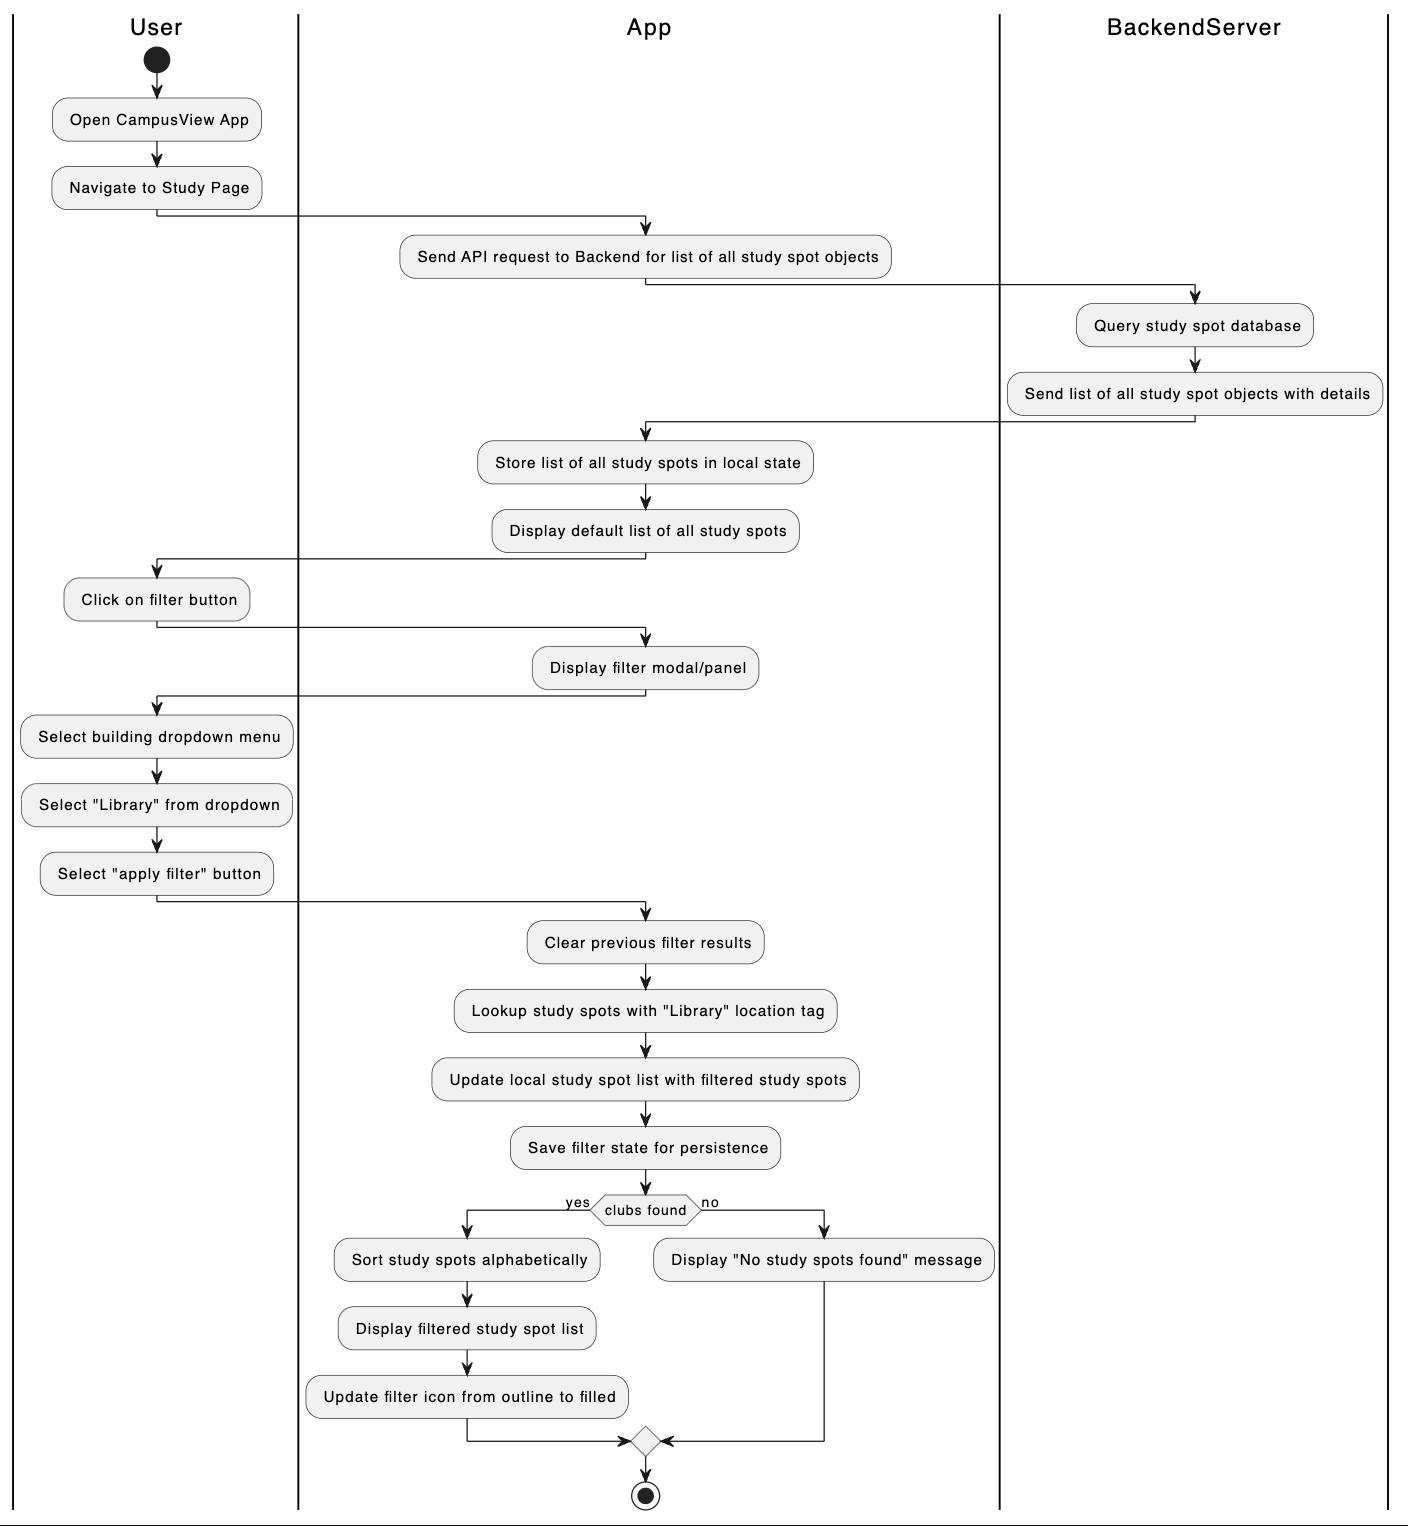 User
App
BackendServer
Open CampusView App
Navigate to Study Page
Send API request to Backend for list of all study spot objects
Query study spot database
Send list of all study spot objects with details
Store list of all study spots in local state
Display default list of all study spots
Click on filter button
Display filter modal/panel
Select building dropdown menu
Select "Library" from dropdown
Select "apply filter" button
Clear previous filter results
Lookup study spots with "Library" location tag
Update local study spot list with filtered study spots
Save filter state for persistence
yes
clubs found
no
Sort study spots alphabetically
Display "No study spots found" message
Display filtered study spot list
Update filter icon from outline to filled